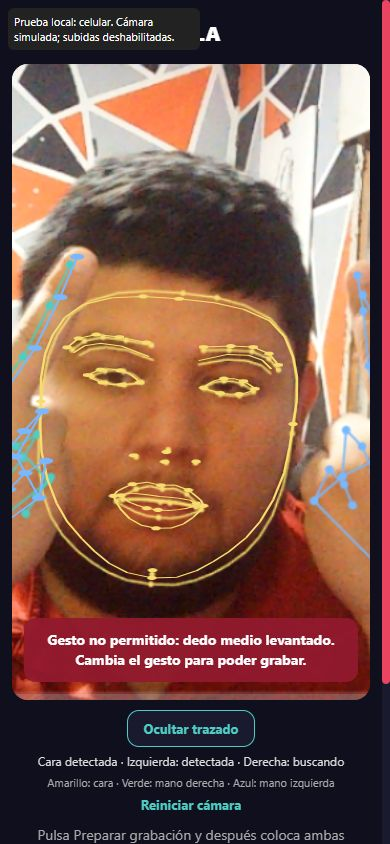 Prueba local: celular. Cámara
simulada; subidas deshabilitadas.
LA
Gesto no permitido: dedo medio levantado.
Cambia el gesto para poder grabar.
Ocultar trazado
Cara detectada · Izquierda: detectada · Derecha: buscando
Amarillo: cara · Verde: mano derecha · Azul: mano izquierda
Reiniciar cámara
Pulsa Preparar grabación y después coloca ambas